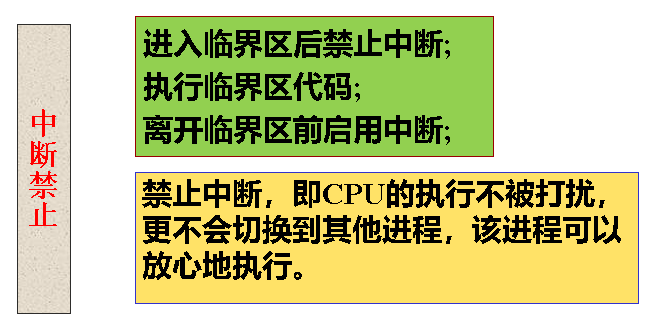 中断禁止
进入临界区后禁止中断;
执行临界区代码;
离开临界区前启用中断;
禁止中断，即CPU的执行不被打扰，
更不会切换到其他进程，该进程可以
放心地执行。